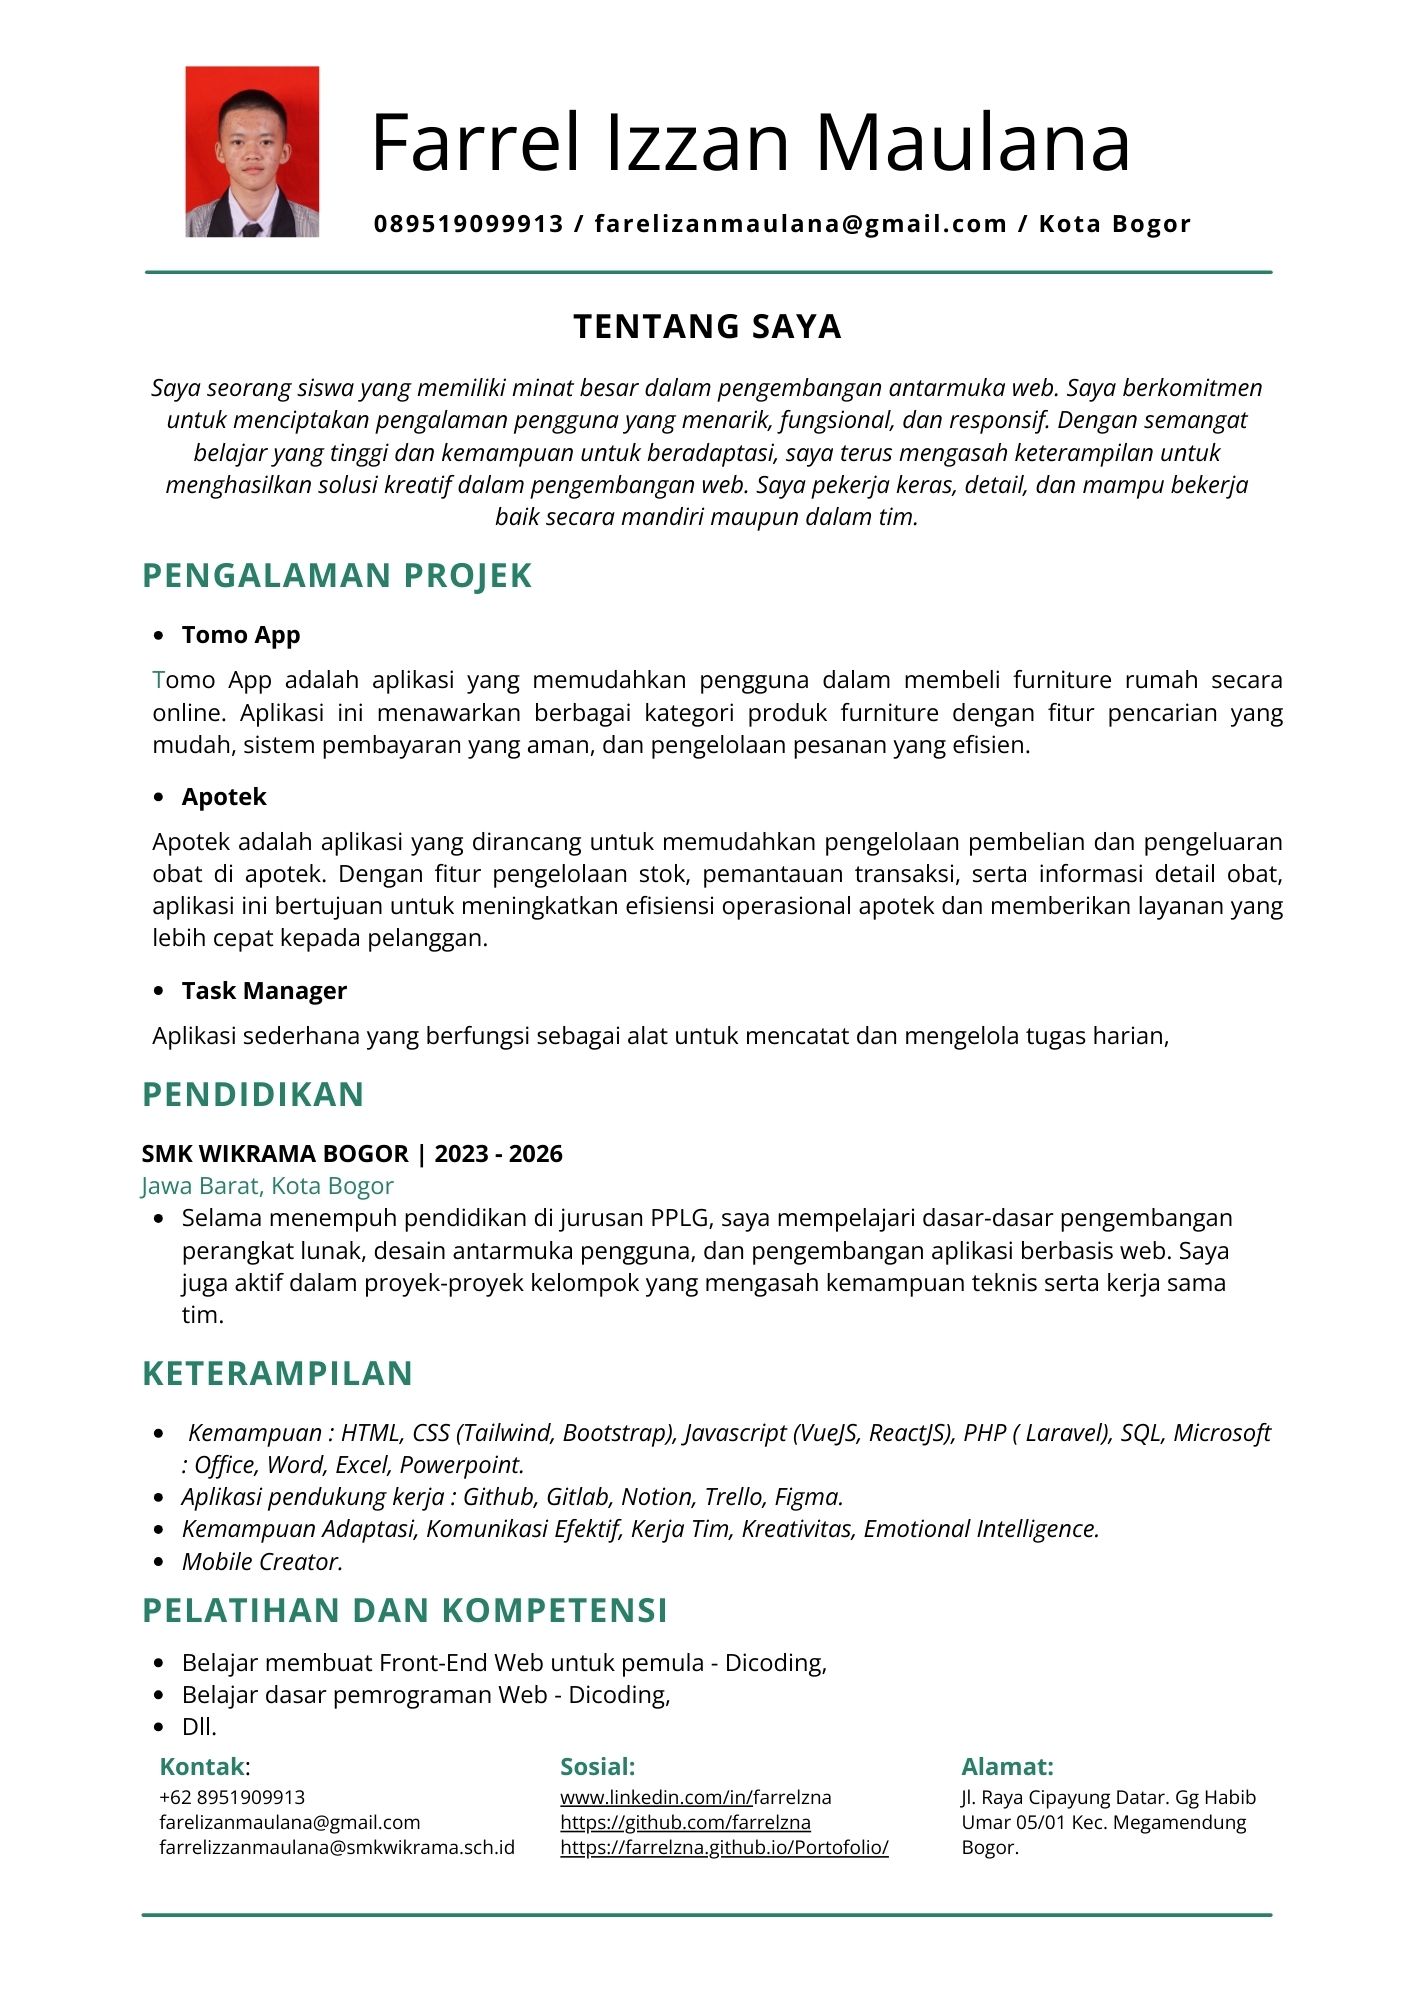 Farrel Izzan Maulana
089519099913 / farelizanmaulana@gmail.com / Kota Bogor
TENTANG SAYA
Saya seorang siswa yang memiliki minat besar dalam pengembangan antarmuka web. Saya berkomitmen
untuk menciptakan pengalaman pengguna yang menarik, fungsional, dan responsif. Dengan semangat
belajar yang tinggi dan kemampuan untuk beradaptasi, saya terus mengasah keterampilan untuk
menghasilkan solusi kreatif dalam pengembangan web. Saya pekerja keras, detail, dan mampu bekerja
baik secara mandiri maupun dalam tim.
PENGALAMAN PROJEK
• Tomo App
Tomo App adalah aplikasi yang memudahkan pengguna dalam membeli furniture rumah secara
online. Aplikasi ini menawarkan berbagai kategori produk furniture dengan fitur pencarian yang
mudah, sistem pembayaran yang aman, dan pengelolaan pesanan yang efisien.
• Apotek
Apotek adalah aplikasi yang dirancang untuk memudahkan pengelolaan pembelian dan pengeluaran
obat di apotek. Dengan fitur pengelolaan stok, pemantauan transaksi, serta informasi detail obat,
aplikasi ini bertujuan untuk meningkatkan efisiensi operasional apotek dan memberikan layanan yang
lebih cepat kepada pelanggan.
• Task Manager
Aplikasi sederhana yang berfungsi sebagai alat untuk mencatat dan mengelola tugas harian,
PENDIDIKAN
SMK WIKRAMA BOGOR | 2023 - 2026
Jawa Barat, Kota Bogor
• Selama menempuh pendidikan di jurusan PPLG, saya mempelajari dasar-dasar pengembangan
perangkat lunak, desain antarmuka pengguna, dan pengembangan aplikasi berbasis web. Saya
juga aktif dalam proyek-proyek kelompok yang mengasah kemampuan teknis serta kerja sama
tim.
KETERAMPILAN
• Kemampuan : HTML, CSS (Tailwind, Bootstrap), Javascript (VueJS, ReactJS), PHP ( Laravel), SQL, Microsoft
: Office, Word, Excel, Powerpoint.
• Aplikasi pendukung kerja : Github, Gitlab, Notion, Trello, Figma.
• Kemampuan Adaptasi, Komunikasi Efektif, Kerja Tim, Kreativitas, Emotional Intelligence.
• Mobile Creator.
PELATIHAN DAN KOMPETENSI
• Belajar membuat Front-End Web untuk pemula - Dicoding,
• Belajar dasar pemrograman Web - Dicoding,
• Dll.
Kontak:
+62 8951909913
farelizanmaulana@gmail.com
farrelizzanmaulana@smkwikrama.sch.id
Sosial:
www.linkedin.com/in/farrelzna
https://github.com/farrelzna
https://farrelzna.github.io/Portofolio/
Alamat:
Jl. Raya Cipayung Datar. Gg Habib
Umar 05/01 Kec. Megamendung
Bogor.